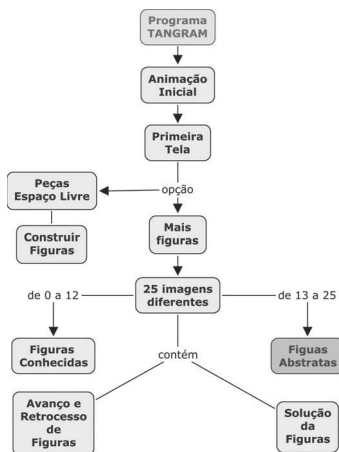 Programa
TANGRAM
Animação
Inicial
Primeira
Tela
opção
Peças
Espaço Livre
Construir
Figuras
Mais
figuras
25 imagens
diferentes
de 0 a 12
de 13 a 25
Figuras
Conhecidas
contém
Figuas
Abstratas
Avanço e
Retrocesso
de
Figuras
Solução
da
Figuras